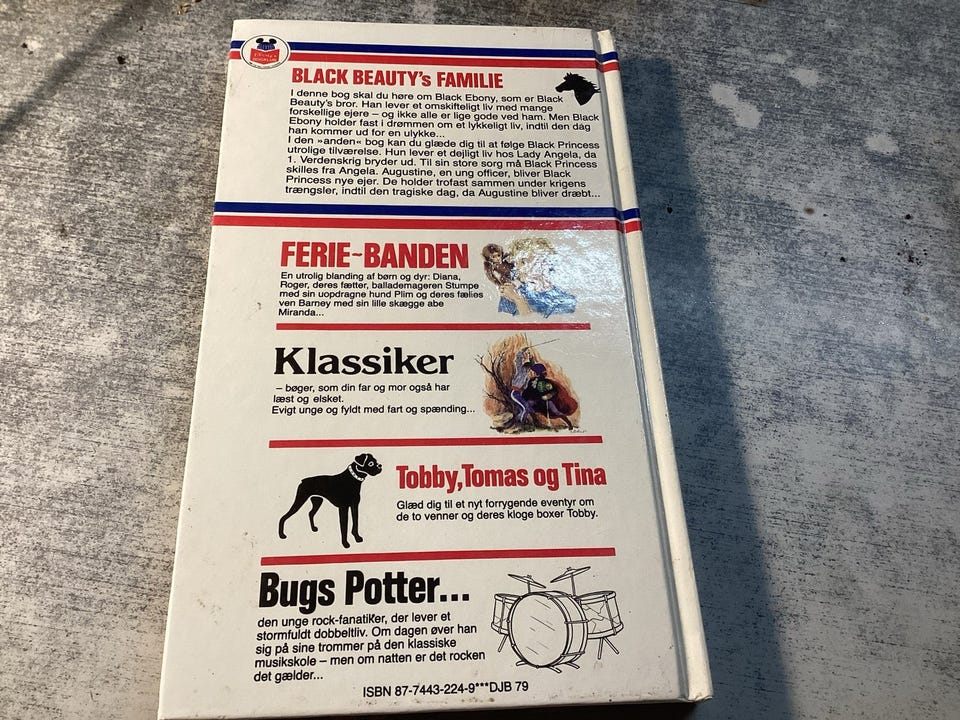 BLACK BEAUTY's FAMILIE
I denne bog skal du høre om Black Ebony, som er Black
Beauty's bror. Han lever et omskifteligt liv med mange
forskellige ejere – og ikke alle er lige gode ved ham. Men Black
Ebony holder fast i drømmen om et lykkeligt liv, indtil den dag
han kommer ud for en ulykke...
I den »anden« bog kan du glæde dig til at følge Black Princess
utrolige tilværelse. Hun lever et dejligt liv hos Lady Angela, da
1. Verdenskrig bryder ud. Til sin store sorg må Black Princess
skilles fra Angela. Augustine, en ung officer, bliver Black
Princess nye ejer. De holder trofast sammen under krigens
trængsler, indtil den tragiske dag, da Augustine bliver dræbt...
FERIE~BANDEN
En utrolig blanding af børn og dyr: Diana,
Roger, deres fætter, ballademageren Stumpe
med sin uopdragne hund Plim og deres fælles
ven Barney med sin lille skægge abe
Miranda...
Klassiker
– bøger, som din far og mor også har
læst og elsket.
Evigt unge og fyldt med fart og spænding...
Tobby,Tomas og Tina
Glæd dig til et nyt forrygende eventyr om
de to venner og deres kloge boxer Tobby.
Bugs Potter...
den unge rock-fanatiker, der lever et
stormfuldt dobbeltliv. Om dagen øver han
sig på sine trommer på den klassiske
musikskole – men om natten er det rocken
det gælder...
ISBN 87-7443-224-9***DJB 79